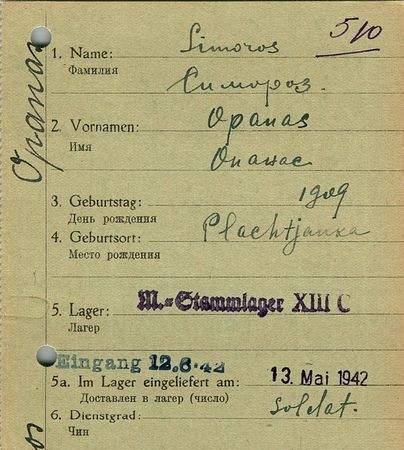 510
1. Name: Simoros
Фамилия
Симороз.
2. Vornamen: Opanas
Имя
Опанас
Opanas
3. Geburtstag: 1909
День рождения
4. Geburtsort: Plachtjanka
Место рождения
5. Lager: M.=Stammlager XIII C
Лагер
Eingang 12.6.42
5a. Im Lager eingeliefert am: 13. Mai 1942
Доставлен в лагер (число)
6. Dienstgrad: Soldat.
Чин